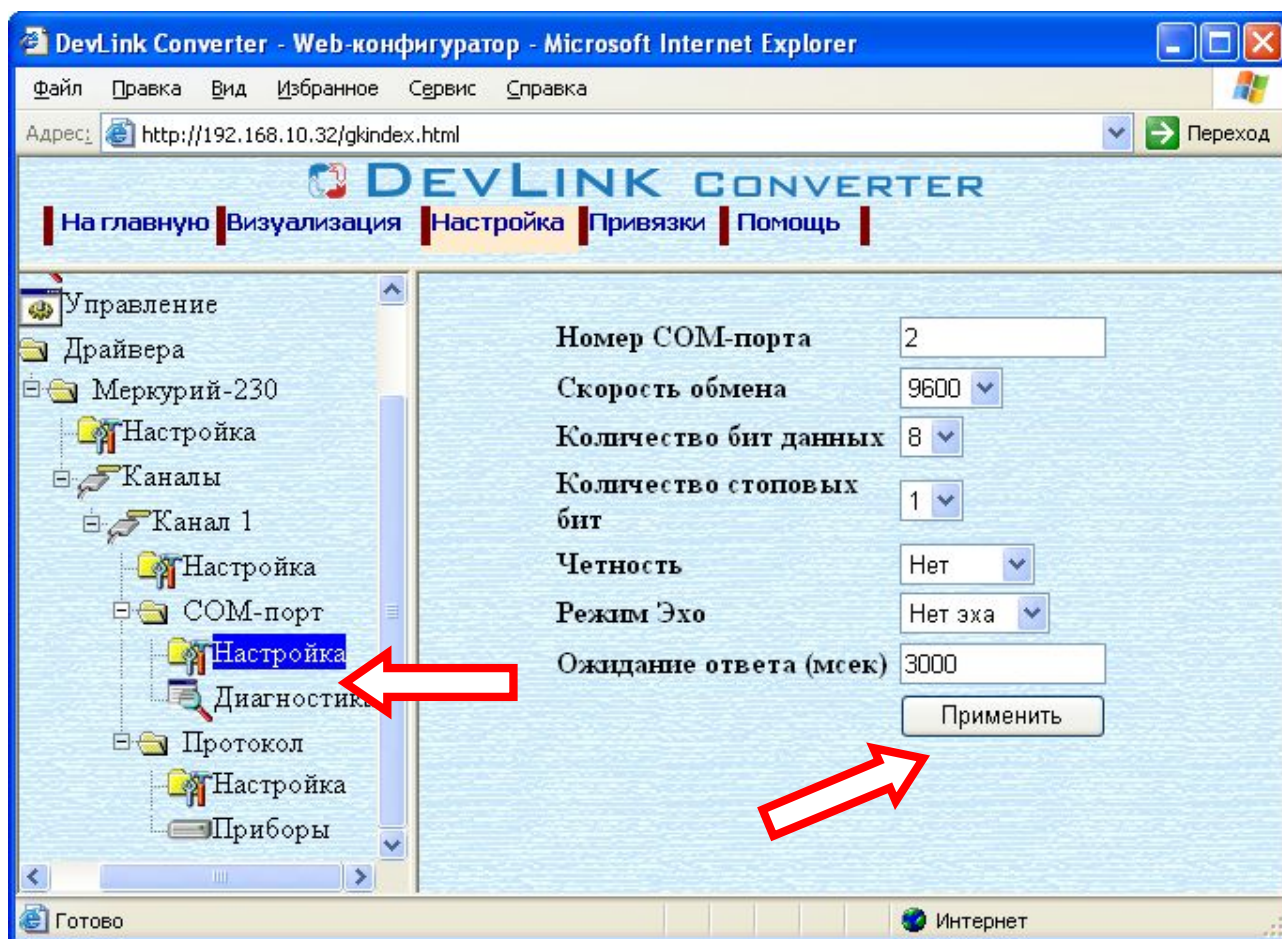 DevLink Converter - Web-конфигуратор - Microsoft Internet Explorer
Файл Правка Вид Избранное Сервис Справка
Адрес: http://192.168.10.32/gkindex.html Переход
DEVLINK CONVERTER
На главную Визуализация Настройка Привязки Помощь
Управление
Драйвера
Меркурий-230
Настройка
Каналы
Канал 1
Настройка
COM-порт
Настройка
Диагностика
Протокол
Настройка
Приборы
Номер COM-порта 2
Скорость обмена 9600
Количество бит данных 8
Количество стоповых
бит 1
Четность Нет
Режим Эхо Нет эха
Ожидание ответа (мсек) 3000
Применить
Готово Интернет